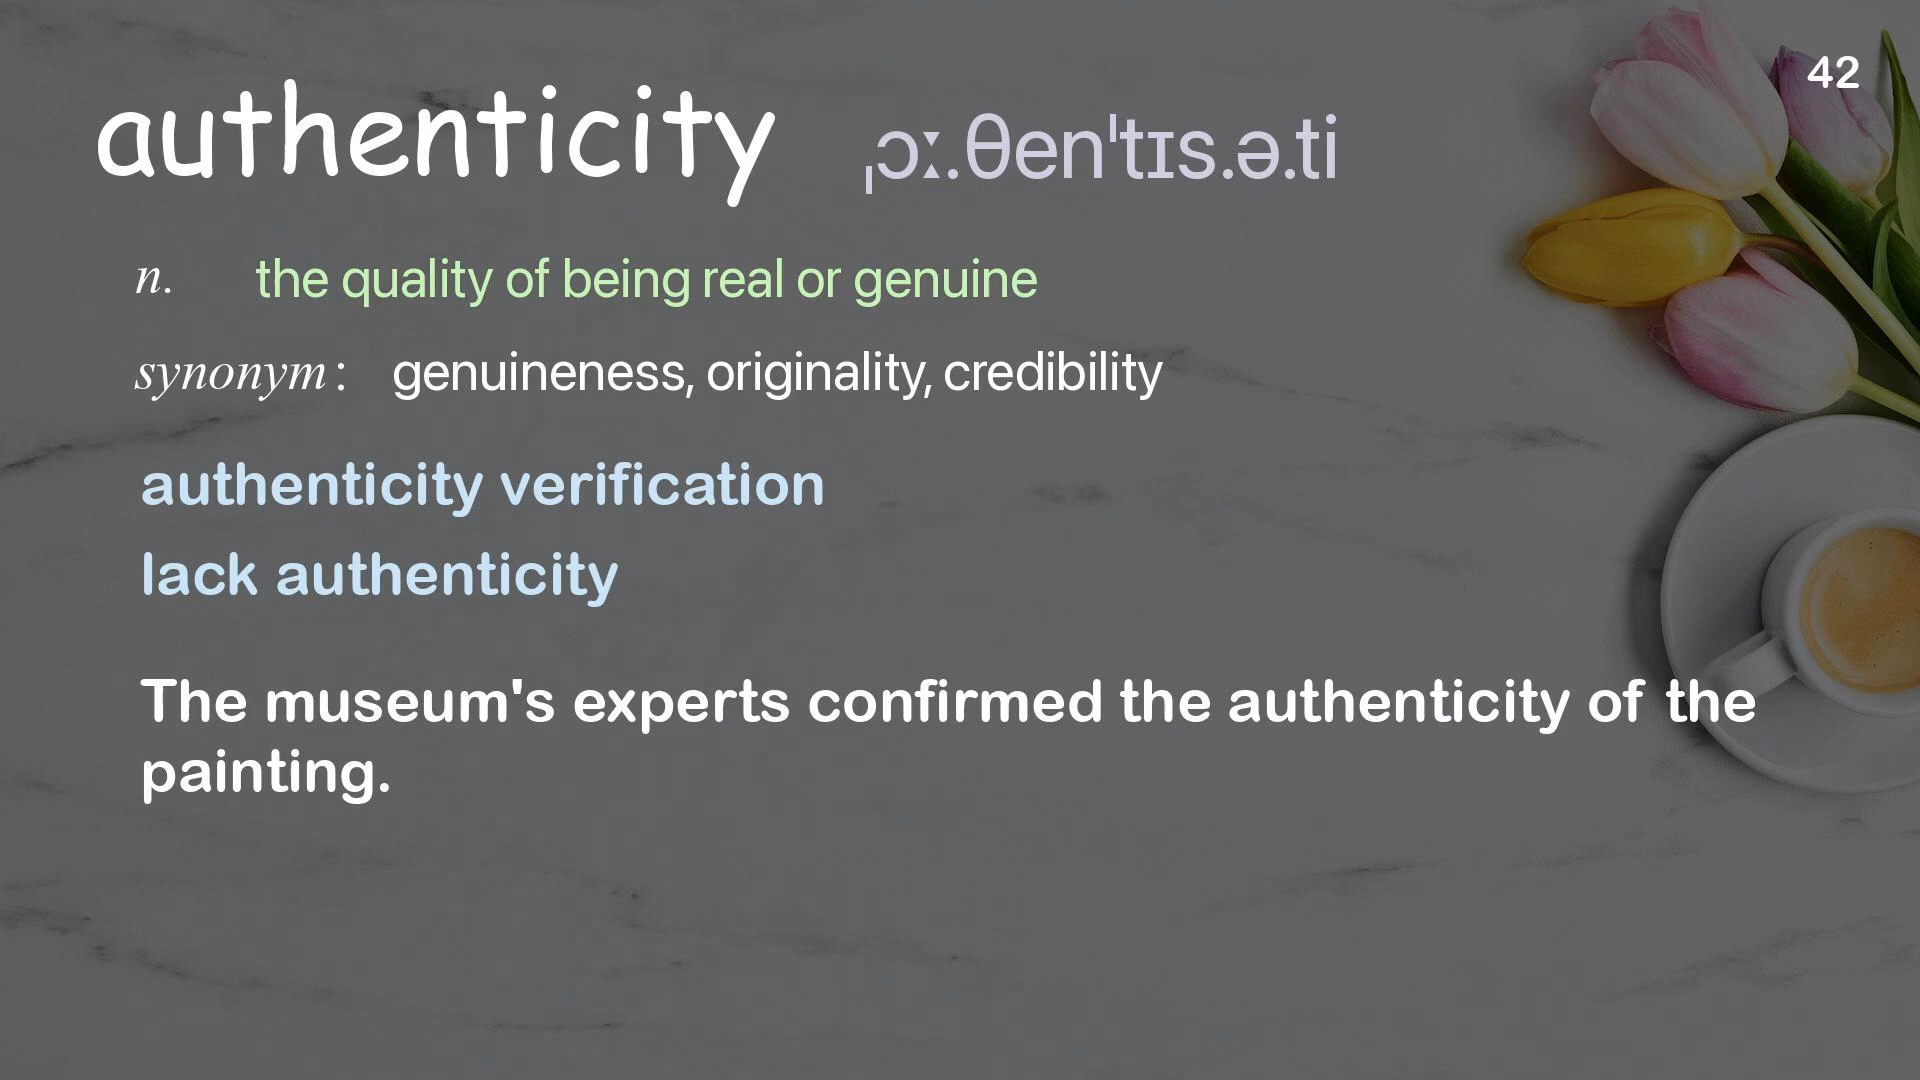 42
authenticity ˌɔː.θenˈtɪs.ə.ti
n. the quality of being real or genuine
synonym : genuineness, originality, credibility
authenticity verification
lack authenticity
The museum's experts confirmed the authenticity of the
painting.